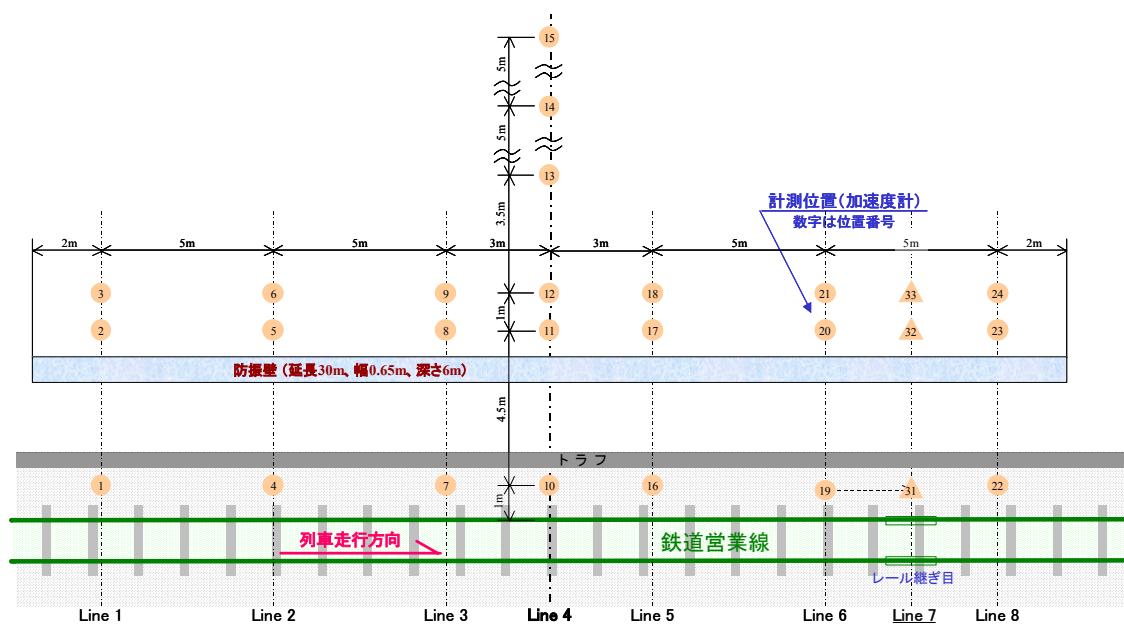 15
5m
14
5m
13
3.5m
計測位置(加速度計)
数字は位置番号
2m 5m 5m 3m 3m 5m 5m 2m
3 6 9 12 18 21 33 24
1m
2 5 8 11 17 20 32 23
防振壁(延長30m、幅0.65m、深さ6m)
4.5m
トラフ
1 4 7 10 16 19 31 22
1m
列車走行方向
鉄道営業線
レール継ぎ目
Line 1 Line 2 Line 3 Line 4 Line 5 Line 6 Line 7 Line 8